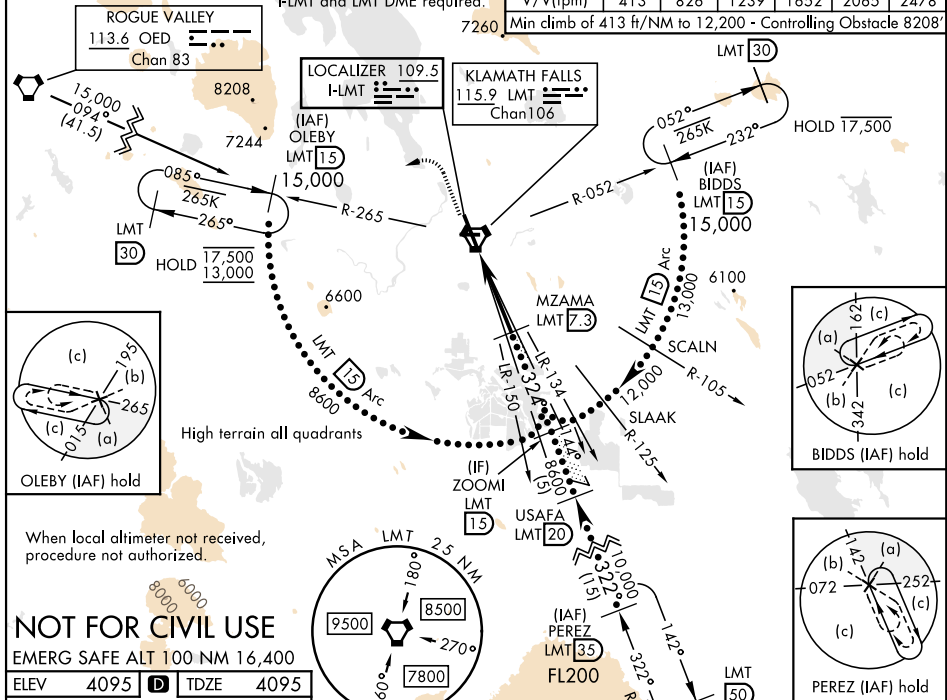 I-LMT and LMT DME required.
V/V(fpm) 413 826 1239 1652 2065 2478
Min climb of 413 ft/NM to 12,200 - Controlling Obstacle 8208'
ROGUE VALLEY
113.6 OED
Chan 83
7260
LMT 30
LOCALIZER 109.5
I-LMT
KLAMATH FALLS
115.9 LMT
Chan106
8208
7244
15,000
094°
(41.5)
(IAF)
OLEBY
LMT 15
15,000
052°
265K
232°
HOLD 17,500
085°
265K
265°
R-265
R-052
(IAF)
BIDDS
LMT 15
15,000
LMT
30
HOLD 17,500
13,000
6600
6100
MZAMA
LMT 7.3
LMT 15 Arc
13,000
LMT 15 Arc
8600
SCALN
R-105
12,000
SLAAK
R-125
LR-150
LR-134
324°
144°
8600
(5)
(c)
195
(b)
265
(c)
(a)
015
OLEBY (IAF) hold
High terrain all quadrants
162
(c)
(a)
052
(b)
(c)
342
BIDDS (IAF) hold
(IF)
ZOOMI
LMT
15
USAFA
LMT 20
When local altimeter not received,
procedure not authorized.
6000
8000
MSA LMT 25 NM
180°
9500
8500
270°
7800
10,000
322°
(15)
(IAF)
PEREZ
LMT 35
FL200
142°
322°
LMT
50
142
(a)
(b)
072
252
(c)
(c)
PEREZ (IAF) hold
NOT FOR CIVIL USE
EMERG SAFE ALT 100 NM 16,400
ELEV 4095 D TDZE 4095